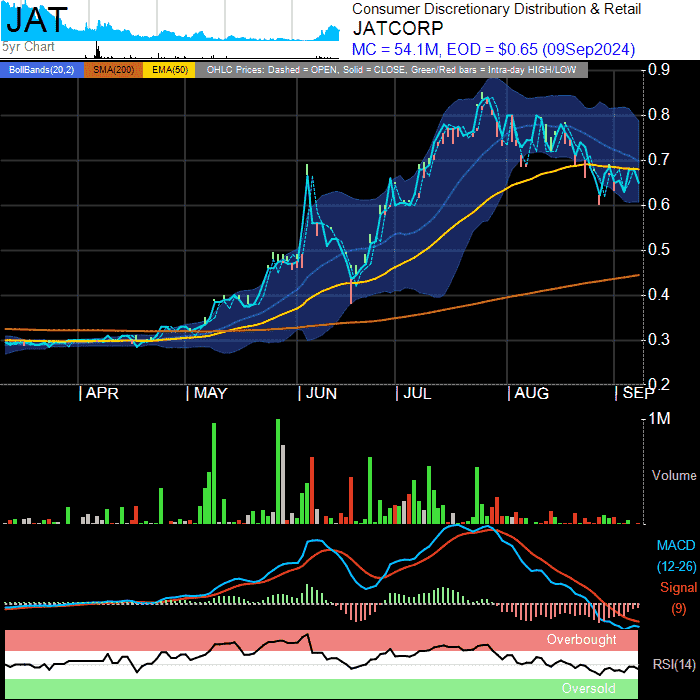 JAT
5yr Chart
Consumer Discretionary Distribution & Retail
JATCORP
MC = 54.1M, EOD = $0.65 (09Sep2024)
BollBands(20,2) SMA(200) EMA(50) OHLC Prices: Dashed = OPEN, Solid = CLOSE, Green/Red bars = Intra-day HIGH/LOW
0.9
0.8
0.7
0.6
0.5
0.4
0.3
0.2
APR MAY JUN JUL AUG SEP
1M
Volume
MACD
(12-26)
Signal
(9)
Overbought
RSI(14)
Oversold